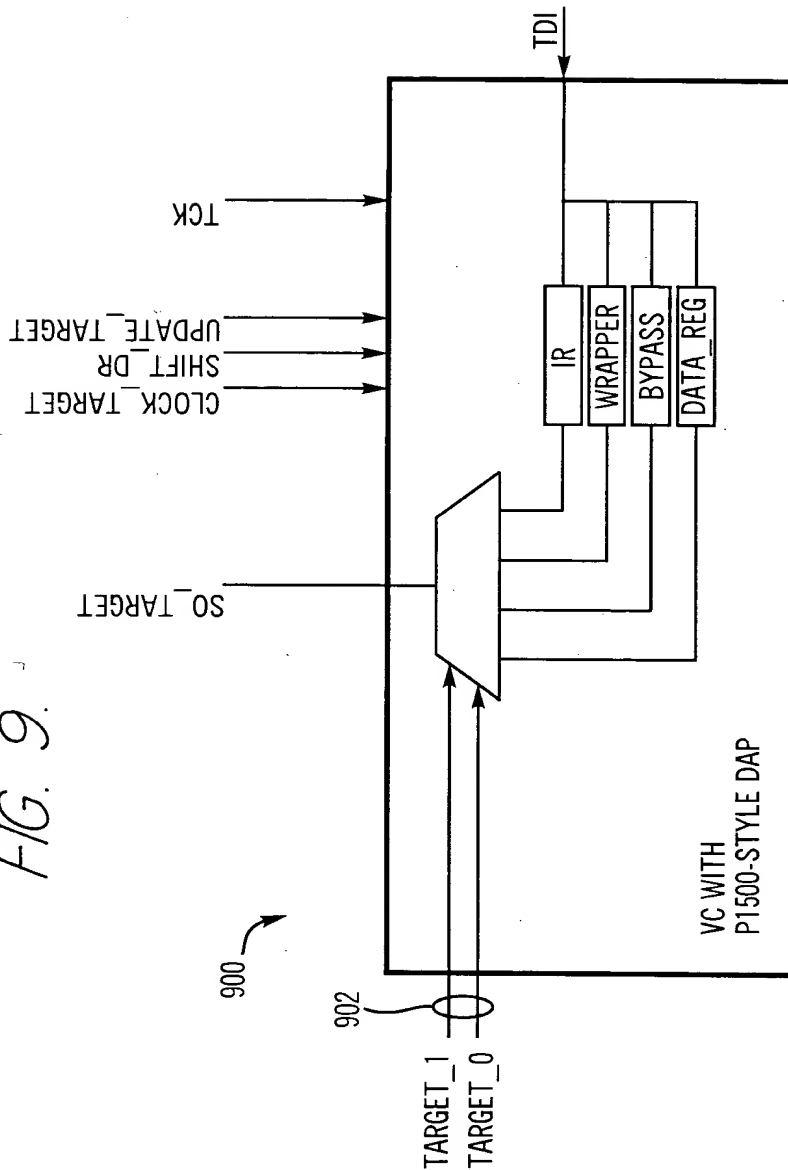 FIG. 9.
900
902
TARGET_1
TARGET_0
SO_TARGET
CLOCK_TARGET
SHIFT_DR
UPDATE_TARGET
TCK
TDI
IR
WRAPPER
BYPASS
DATA_REG
VC WITH
P1500-STYLE DAP